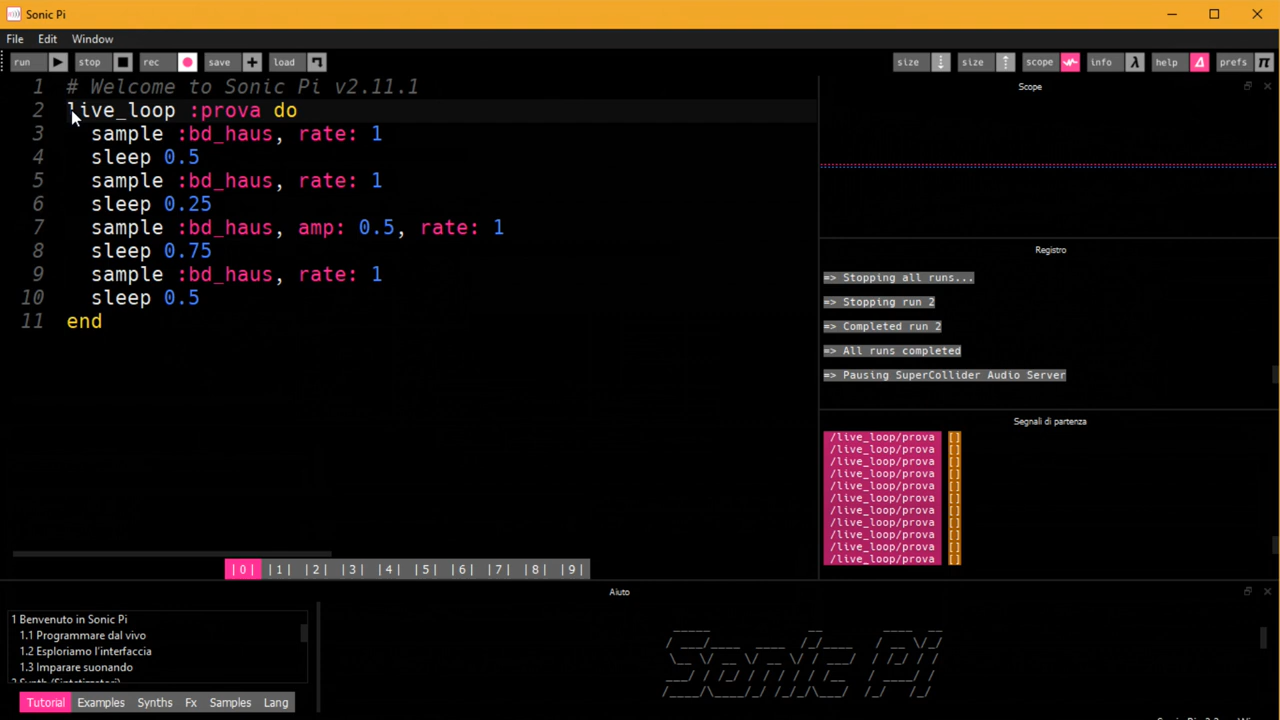 Sonic Pi
File Edit Window
run stop rec save load size size scope info help prefs
1 # Welcome to Sonic Pi v2.11.1
2 live_loop :prova do
3 sample :bd_haus, rate: 1
4 sleep 0.5
5 sample :bd_haus, rate: 1
6 sleep 0.25
7 sample :bd_haus, amp: 0.5, rate: 1
8 sleep 0.75
9 sample :bd_haus, rate: 1
10 sleep 0.5
11 end
|0| |1| |2| |3| |4| |5| |6| |7| |8| |9|
Scope
Registro
=> Stopping all runs...
=> Stopping run 2
=> Completed run 2
=> All runs completed
=> Pausing SuperCollider Audio Server
Segnali di partenza
/live_loop/prova []
/live_loop/prova []
/live_loop/prova []
/live_loop/prova []
/live_loop/prova []
/live_loop/prova []
/live_loop/prova []
/live_loop/prova []
/live_loop/prova []
/live_loop/prova []
/live_loop/prova []
Aiuto
1 Benvenuto in Sonic Pi
1.1 Programmare dal vivo
1.2 Esploriamo l'interfaccia
1.3 Imparare suonando
2 Synth (Sintetizzatori)
Sonic Pi
Tutorial Examples Synths Fx Samples Lang